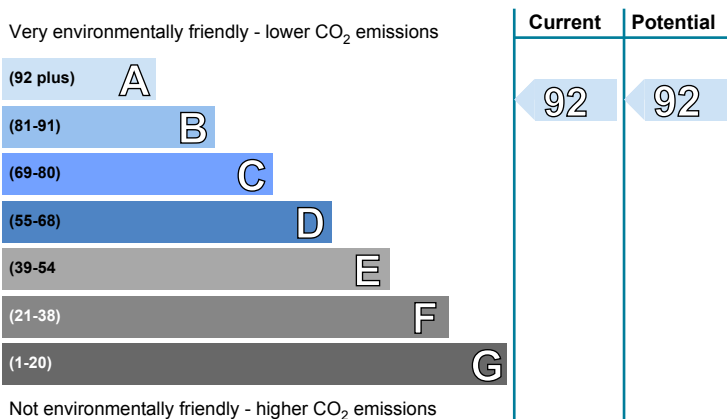 Very environmentally friendly - lower CO2 emissions
Current Potential
(92 plus) A
92 92
(81-91) B
(69-80) C
(55-68) D
(39-54 E
(21-38) F
(1-20) G
Not environmentally friendly - higher CO2 emissions